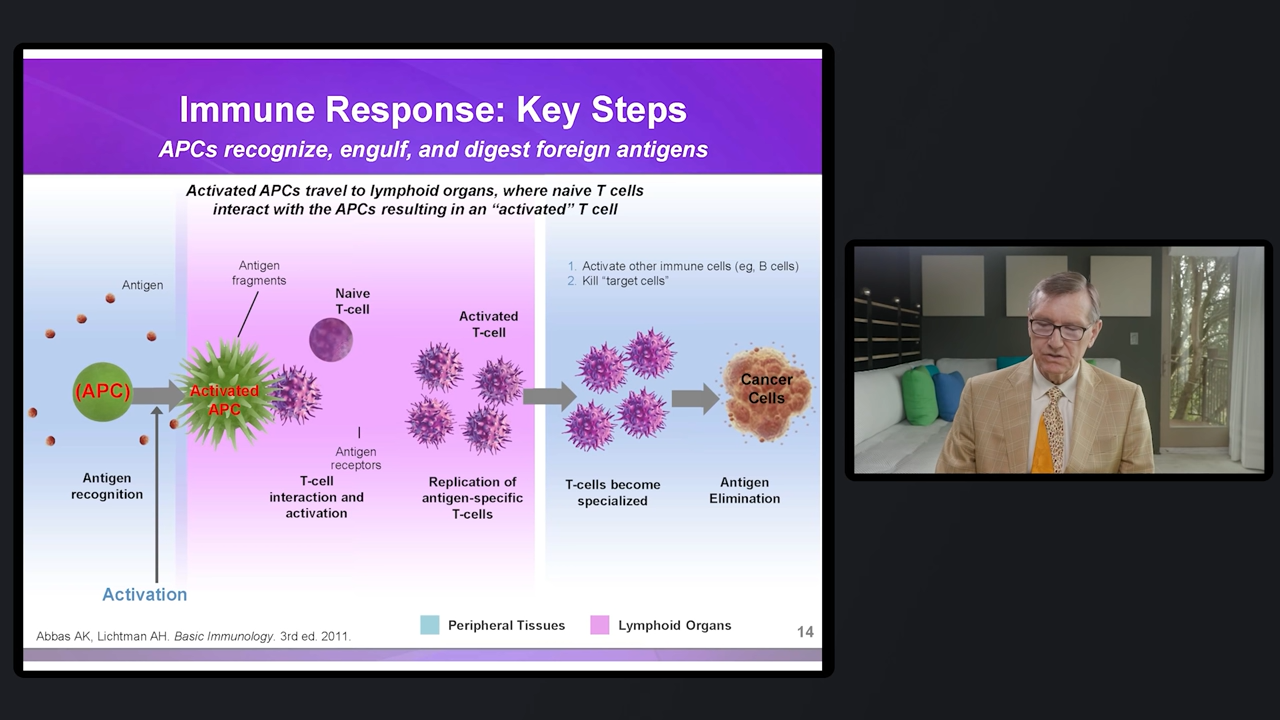 Immune Response: Key Steps
APCs recognize, engulf, and digest foreign antigens
Activated APCs travel to lymphoid organs, where naive T cells
interact with the APCs resulting in an “activated” T cell
Antigen
Antigen
fragments
Naive
T-cell
Activated
T-cell
1. Activate other immune cells (eg, B cells)
2. Kill “target cells”
(APC)
Activated
APC
Cancer
Cells
Antigen
receptors
Antigen
recognition
T-cell
interaction and
activation
Replication of
antigen-specific
T-cells
T-cells become
specialized
Antigen
Elimination
Activation
Peripheral Tissues
Lymphoid Organs
Abbas AK, Lichtman AH. Basic Immunology. 3rd ed. 2011.
14